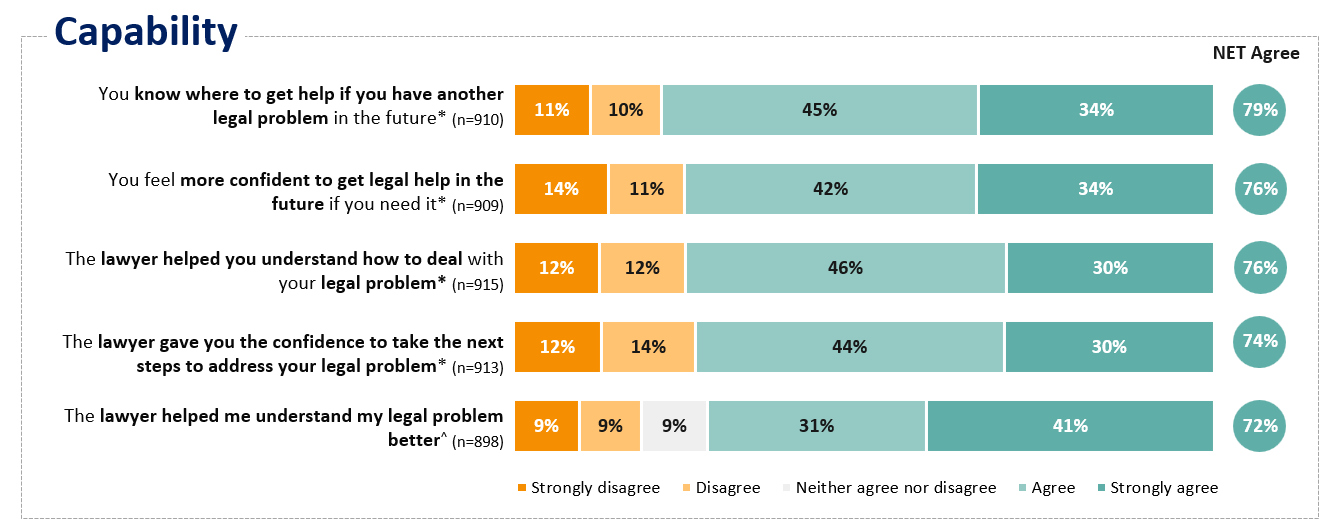 Capability
NET Agree
You know where to get help if you have another
legal problem in the future* (n=910)
11% 10% 45% 34% 79%
You feel more confident to get legal help in the
future if you need it* (n=909)
14% 11% 42% 34% 76%
The lawyer helped you understand how to deal with
your legal problem* (n=915)
12% 12% 46% 30% 76%
The lawyer gave you the confidence to take the next
steps to address your legal problem* (n=913)
12% 14% 44% 30% 74%
The lawyer helped me understand my legal problem
better^ (n=898)
9% 9% 9% 31% 41% 72%
Strongly disagree Disagree Neither agree nor disagree Agree Strongly agree